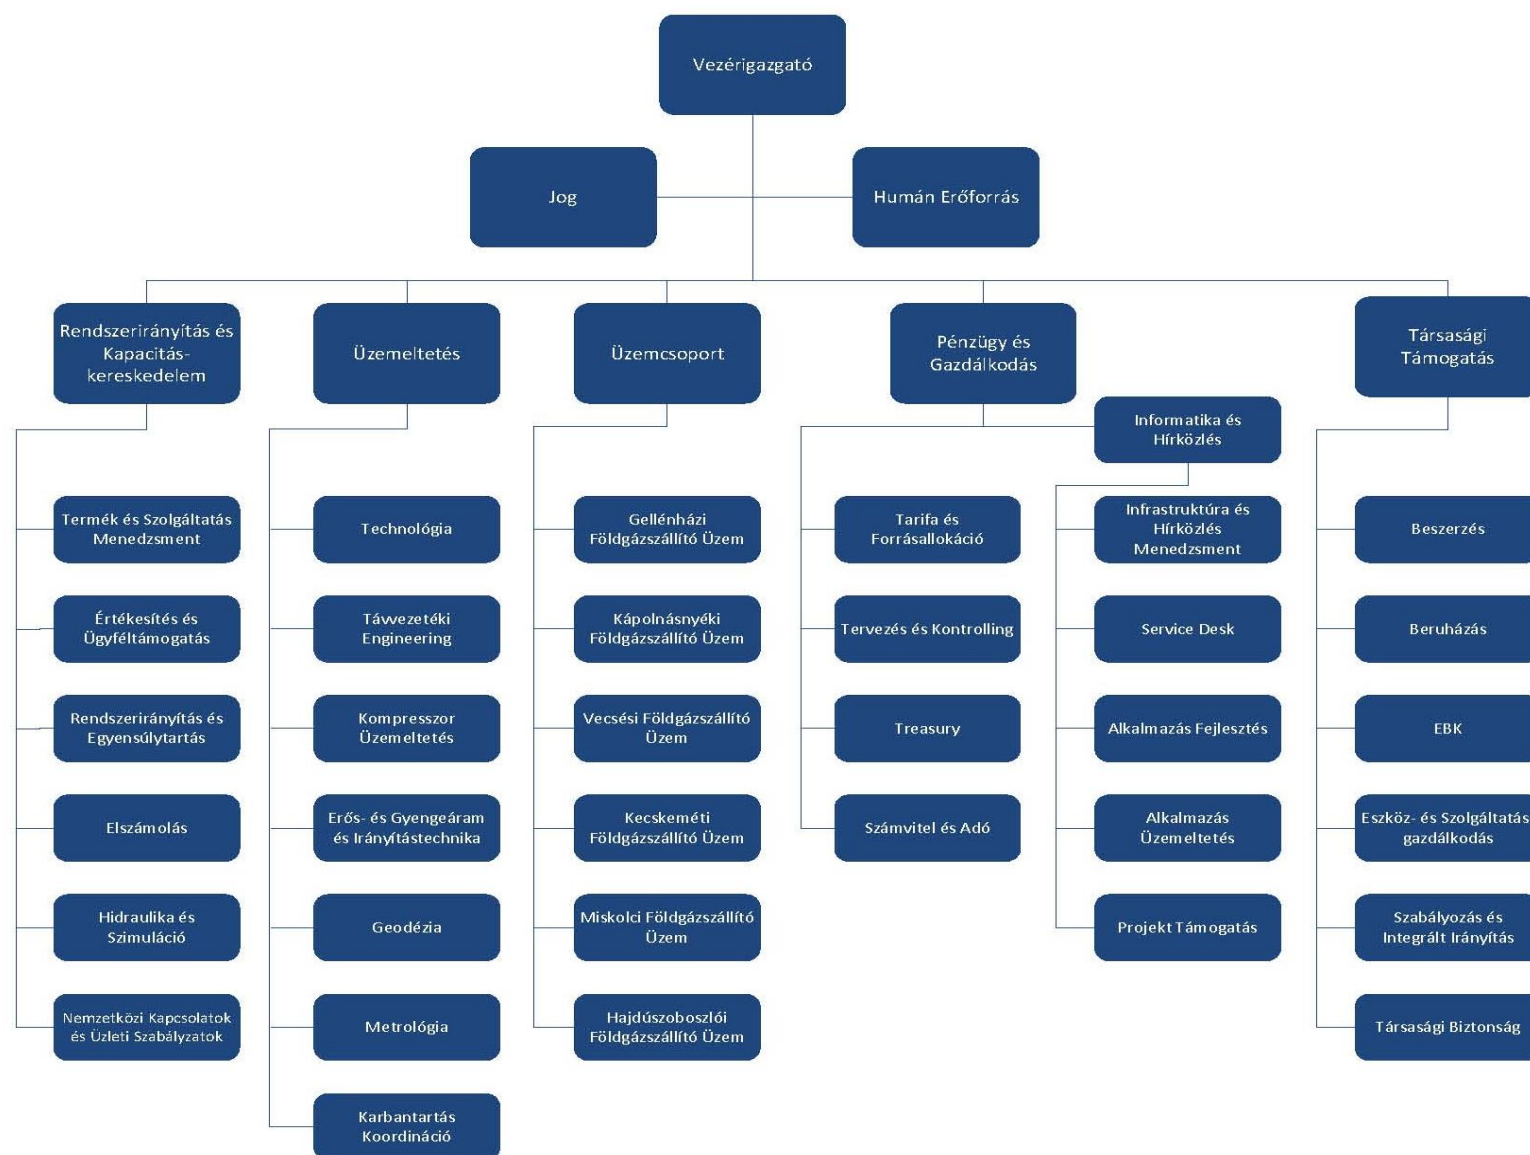 Vezérigazgató
Jog
Humán Erőforrás
Rendszerirányítás és
Kapacitás-
kereskedelem
Üzemeltetés
Üzemcsoport
Pénzügy és
Gazdálkodás
Társasági
Támogatás
Termék és Szolgáltatás
Menedzsment
Értékesítés és
Ügyféltámogatás
Rendszerirányítás és
Egyensúlytartás
Elszámolás
Hidraulika és
Szimuláció
Nemzetközi Kapcsolatok
és Üzleti Szabályzatok
Technológia
Távvezetéki
Engineering
Kompresszor
Üzemeltetés
Erős- és Gyengeáram
és Irányítástechnika
Geodézia
Metrológia
Karbantartás
Koordináció
Gellénházi
Földgázszállító Üzem
Kápolnásnyéki
Földgázszállító Üzem
Vecsési Földgázszállító
Üzem
Kecskeméti
Földgázszállító Üzem
Miskolci Földgázszállító
Üzem
Hajdúszoboszlói
Földgázszállító Üzem
Tarifa és
Forrásallokáció
Tervezés és Kontrolling
Treasury
Számvitel és Adó
Informatika és
Hírközlés
Infrastruktúra és
Hírközlés
Menedzsment
Service Desk
Alkalmazás Fejlesztés
Alkalmazás
Üzemeltetés
Projekt Támogatás
Beszerzés
Beruházás
EBK
Eszköz- és Szolgáltatás-
gazdálkodás
Szabályozás és
Integrált Irányítás
Társasági Biztonság